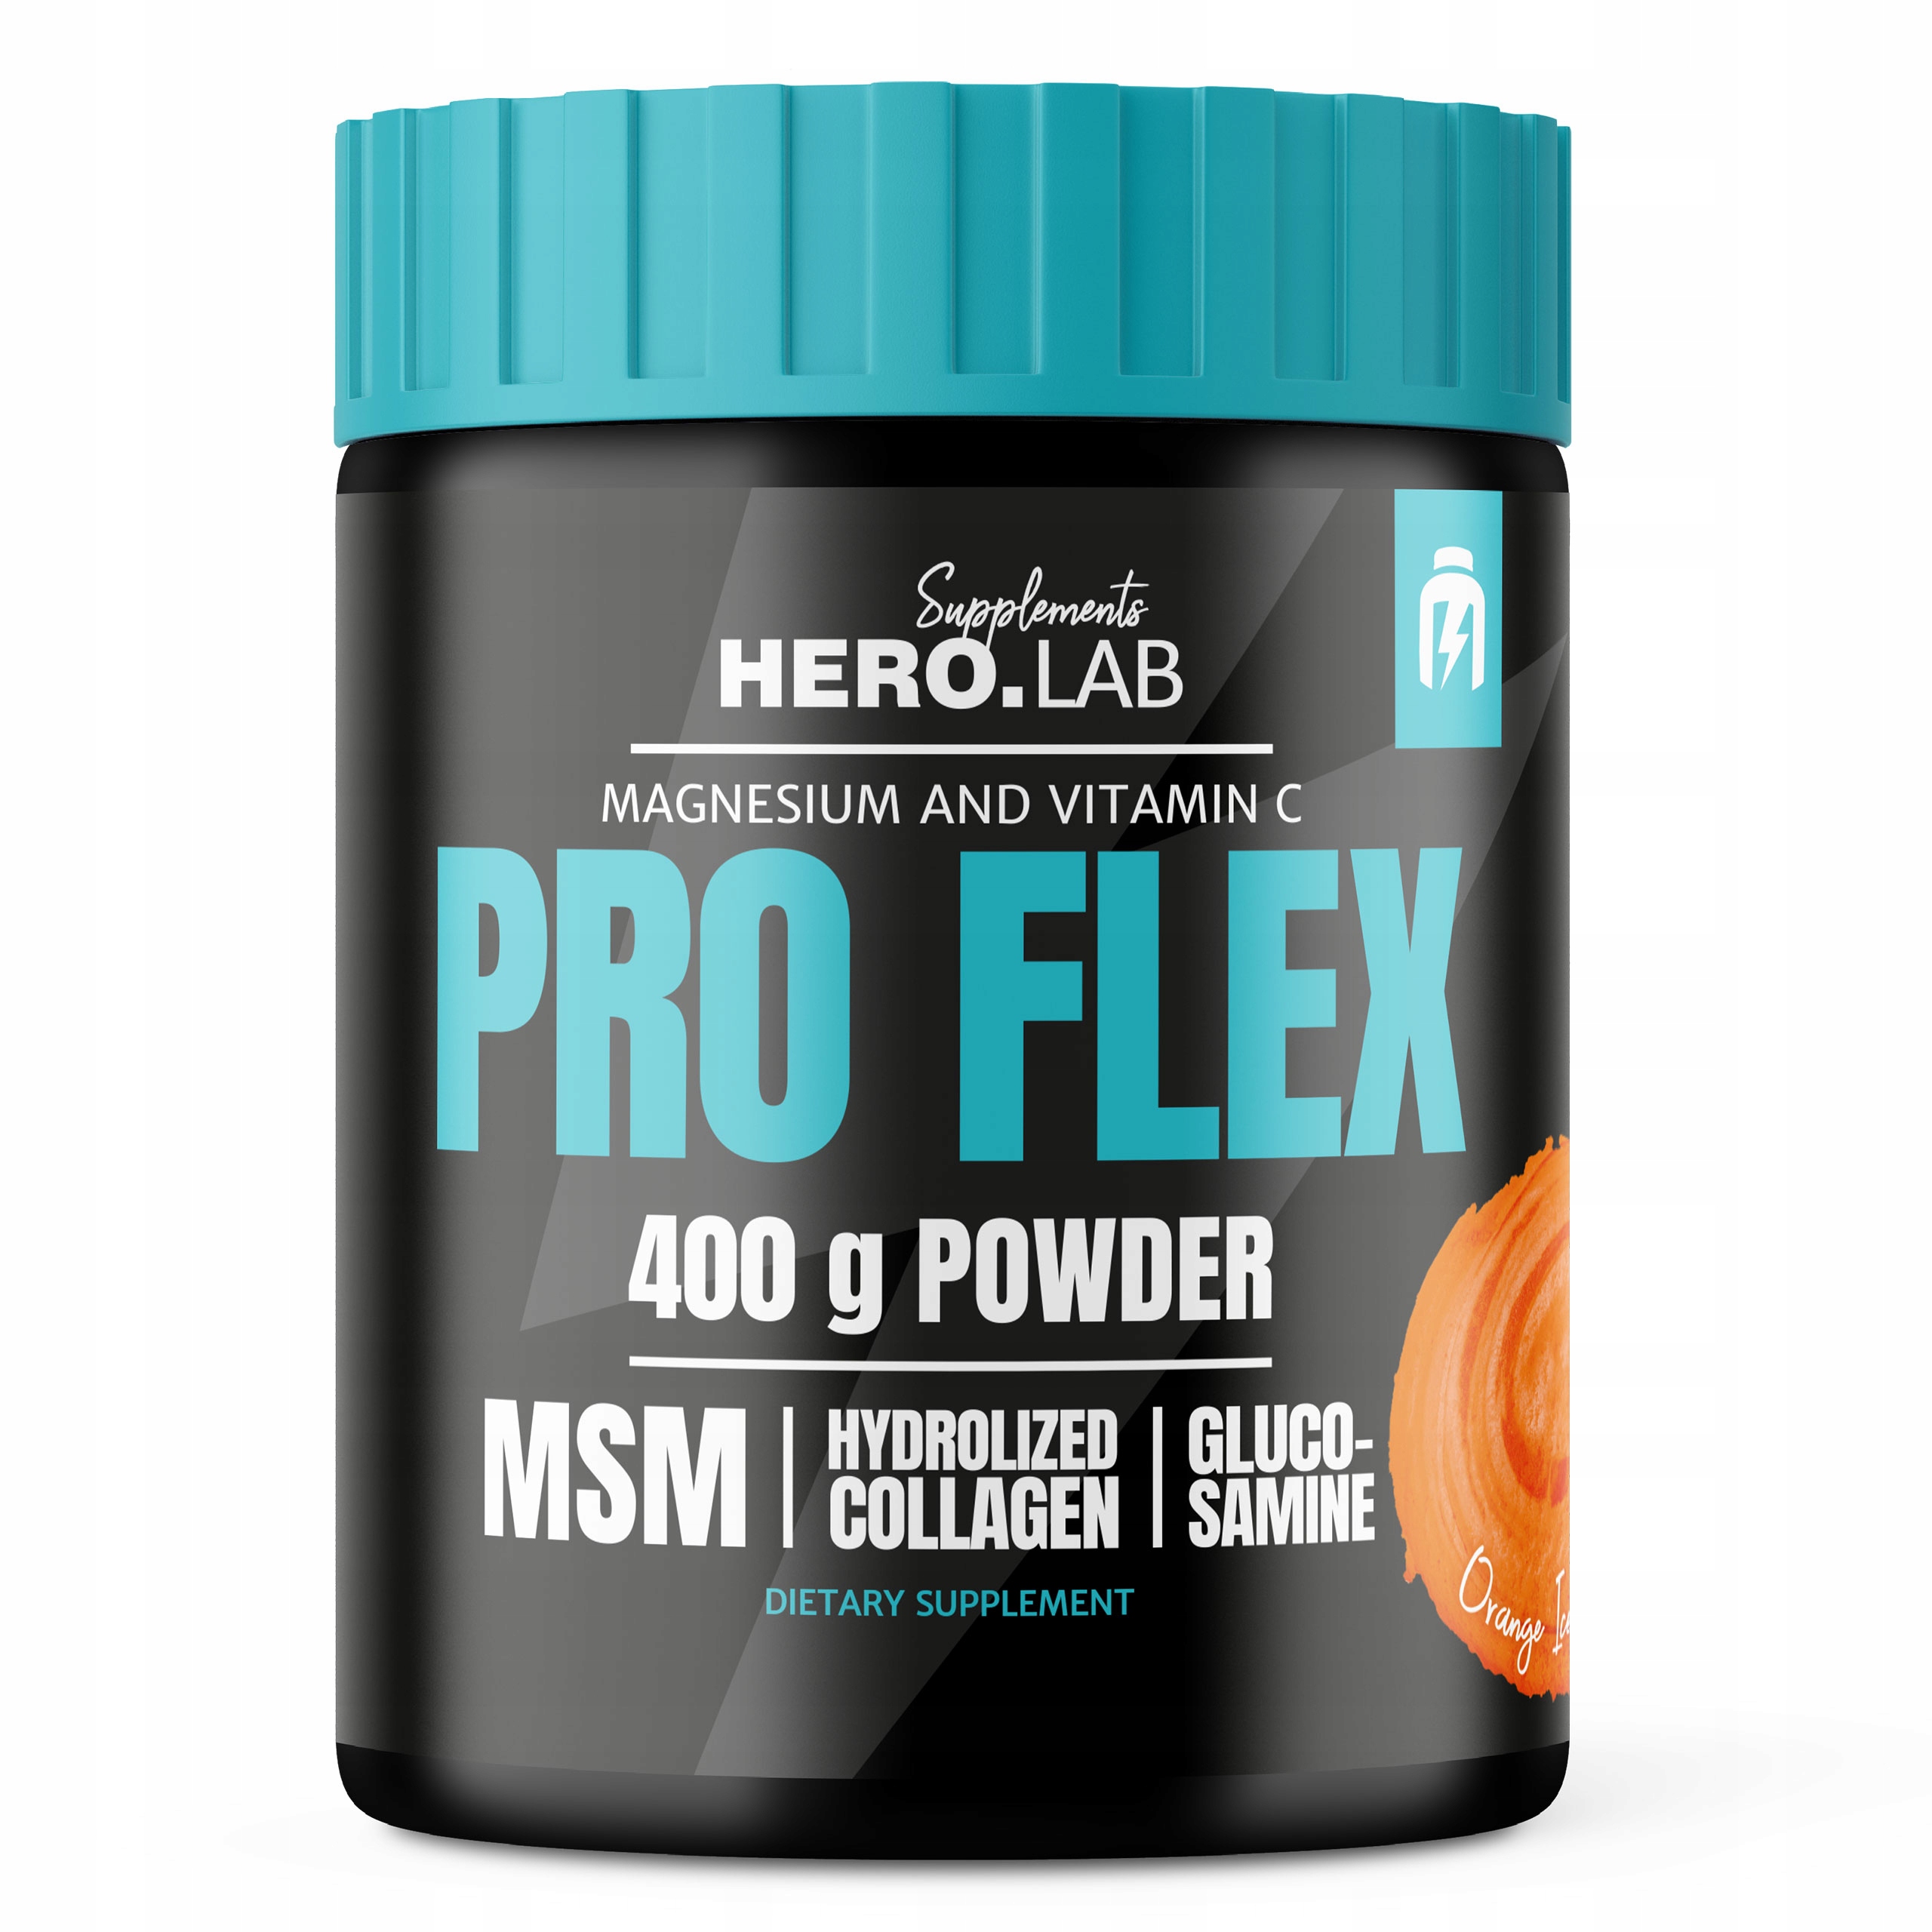 Supplements
HERO.LAB
MAGNESIUM AND VITAMIN C
PRO FLEX
400 g POWDER
MSM
HYDROLIZED
COLLAGEN
GLUCO-
SAMINE
Orange
DIETARY SUPPLEMENT